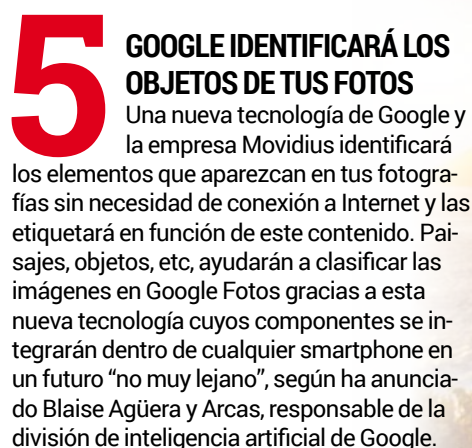 5
GOOGLE IDENTIFICARÁ LOS
OBJETOS DE TUS FOTOS
Una nueva tecnología de Google y
la empresa Movidius identificará
los elementos que aparezcan en tus fotogra-
fías sin necesidad de conexión a Internet y las
etiquetará en función de este contenido. Pai-
sajes, objetos, etc, ayudarán a clasificar las
imágenes en Google Fotos gracias a esta
nueva tecnología cuyos componentes se in-
tegrarán dentro de cualquier smartphone en
un futuro “no muy lejano”, según ha anuncia-
do Blaise Agüera y Arcas, responsable de la
división de inteligencia artificial de Google.